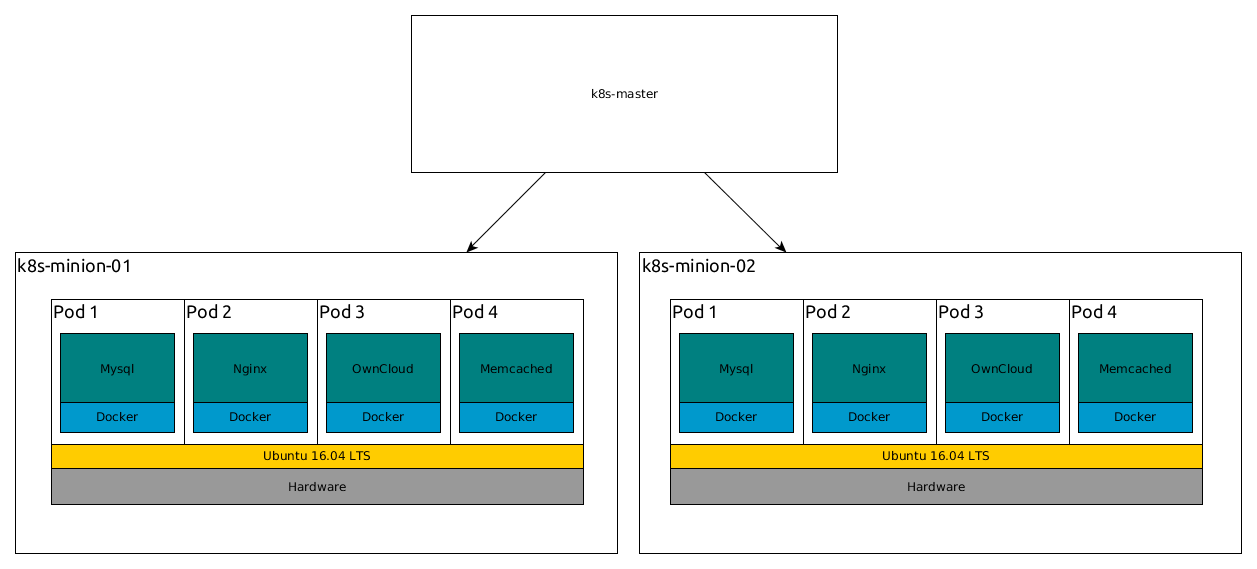 k8s-master
k8s-minion-01
Pod 1 Pod 2 Pod 3 Pod 4
Mysql Nginx OwnCloud Memcached
Docker Docker Docker Docker
Ubuntu 16.04 LTS
Hardware
k8s-minion-02
Pod 1 Pod 2 Pod 3 Pod 4
Mysql Nginx OwnCloud Memcached
Docker Docker Docker Docker
Ubuntu 16.04 LTS
Hardware